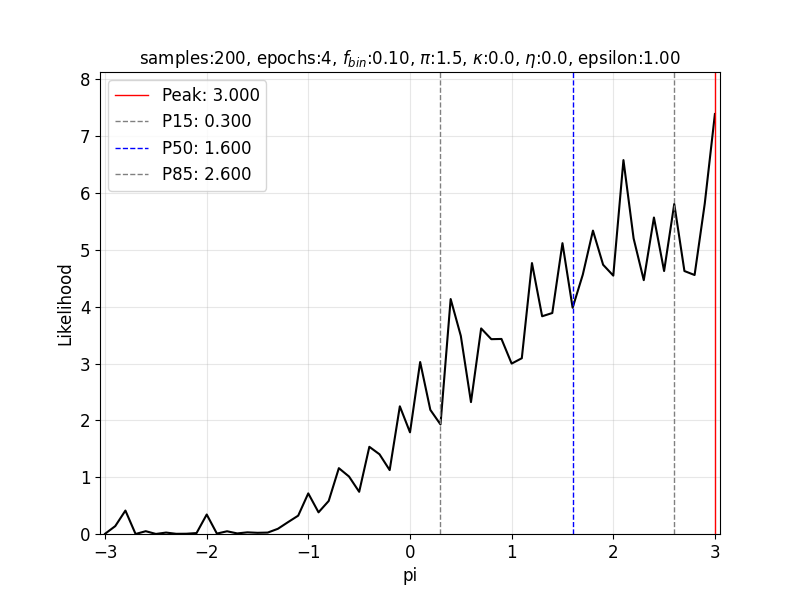 samples:200, epochs:4, f_bin:0.10, π:1.5, κ:0.0, η:0.0, epsilon:1.00
Peak: 3.000
P15: 0.300
P50: 1.600
P85: 2.600
8
7
6
5
4
3
2
1
0
Likelihood
−3 −2 −1 0 1 2 3
pi